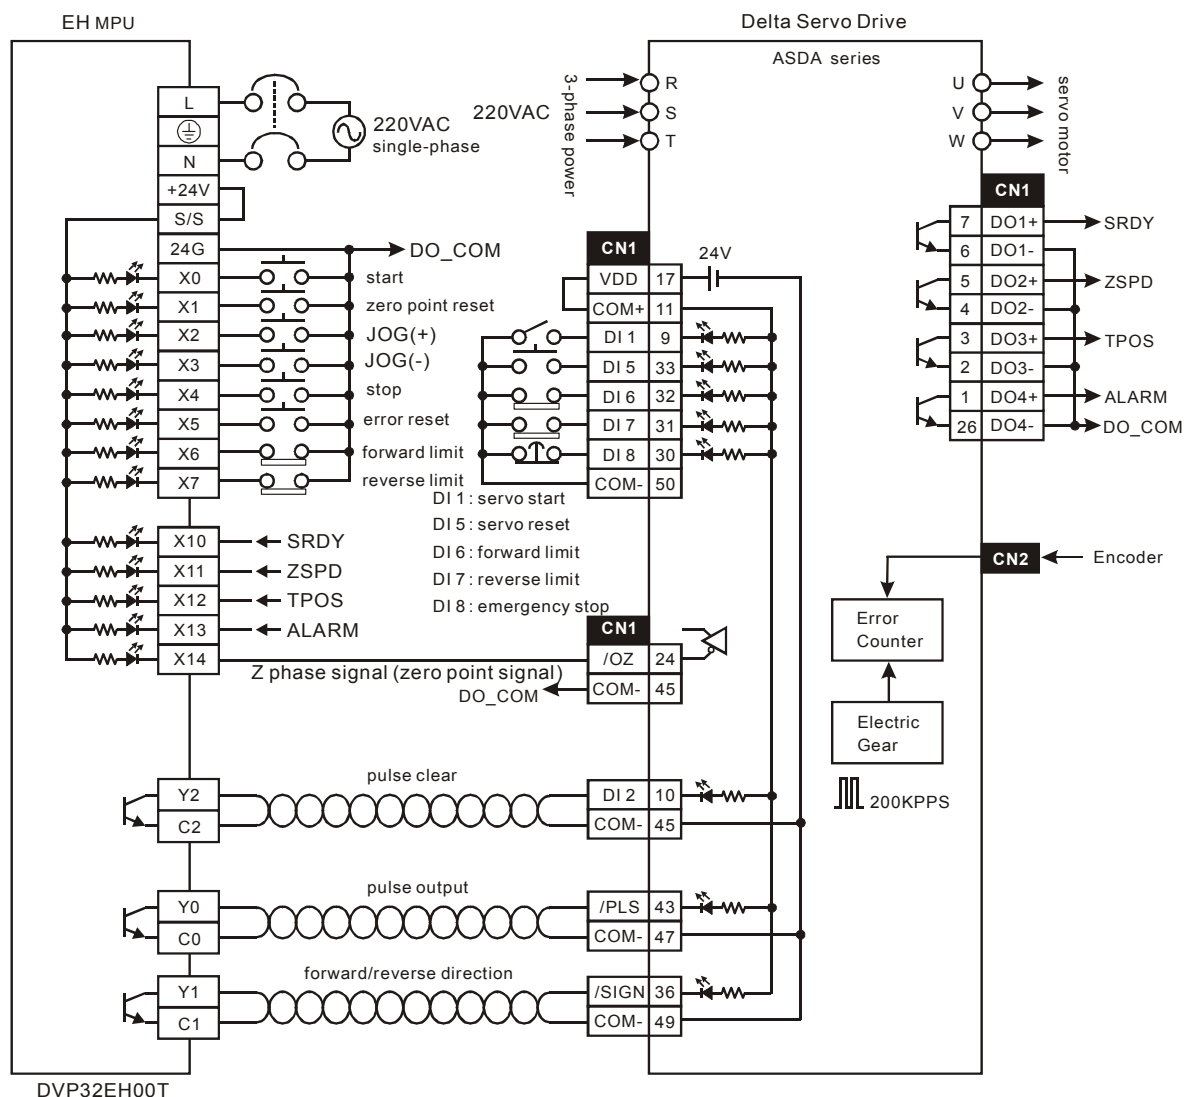 EH MPU
Delta Servo Drive
ASDA series
L
N
+24V
S/S
24G
X0
X1
X2
X3
X4
X5
X6
X7
X10
X11
X12
X13
X14
220VAC
single-phase
DO_COM
start
zero point reset
JOG(+)
JOG(-)
stop
error reset
forward limit
reverse limit
SRDY
ZSPD
TPOS
ALARM
Z phase signal (zero point signal)
DO_COM
220VAC
3-phase power
R
S
T
U
V
W
servo motor
CN1
VDD 17
COM+ 11
DI 1 9
DI 5 33
DI 6 32
DI 7 31
DI 8 30
COM- 50
24V
DI 1 : servo start
DI 5 : servo reset
DI 6 : forward limit
DI 7 : reverse limit
DI 8 : emergency stop
CN1
/OZ 24
COM- 45
CN1
7 DO1+ SRDY
6 DO1-
5 DO2+ ZSPD
4 DO2-
3 DO3+ TPOS
2 DO3-
1 DO4+ ALARM
26 DO4- DO_COM
CN2
Encoder
Error
Counter
Electric
Gear
200KPPS
Y2
C2
pulse clear
DI 2 10
COM- 45
Y0
C0
pulse output
/PLS 43
COM- 47
Y1
C1
forward/reverse direction
/SIGN 36
COM- 49
DVP32EH00T